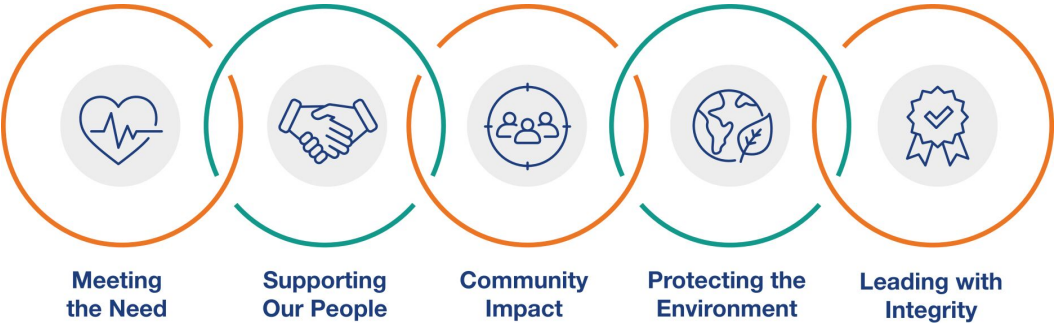 Meeting
the Need
Supporting
Our People
Community
Impact
Protecting the
Environment
Leading with
Integrity